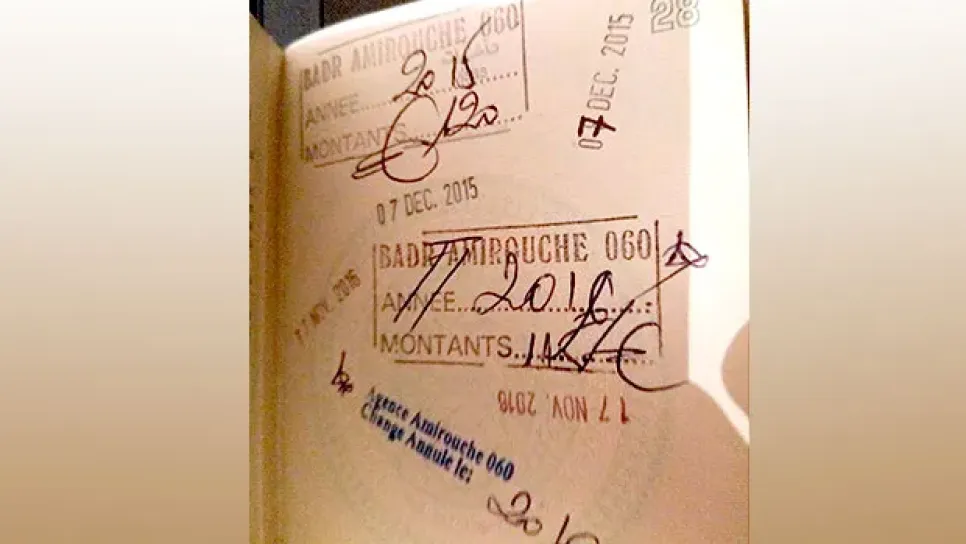 28
BADR AMIROUCHE 060
ANNEE...2015
MONTANTS...120
07 DEC. 2015
07 DEC. 2015
BADR AMIROUCHE 060
ANNEE...2016
MONTANTS...
17 NOV. 2016
17 NOV. 2016
Agence Amirouche 060
Change Annule le: